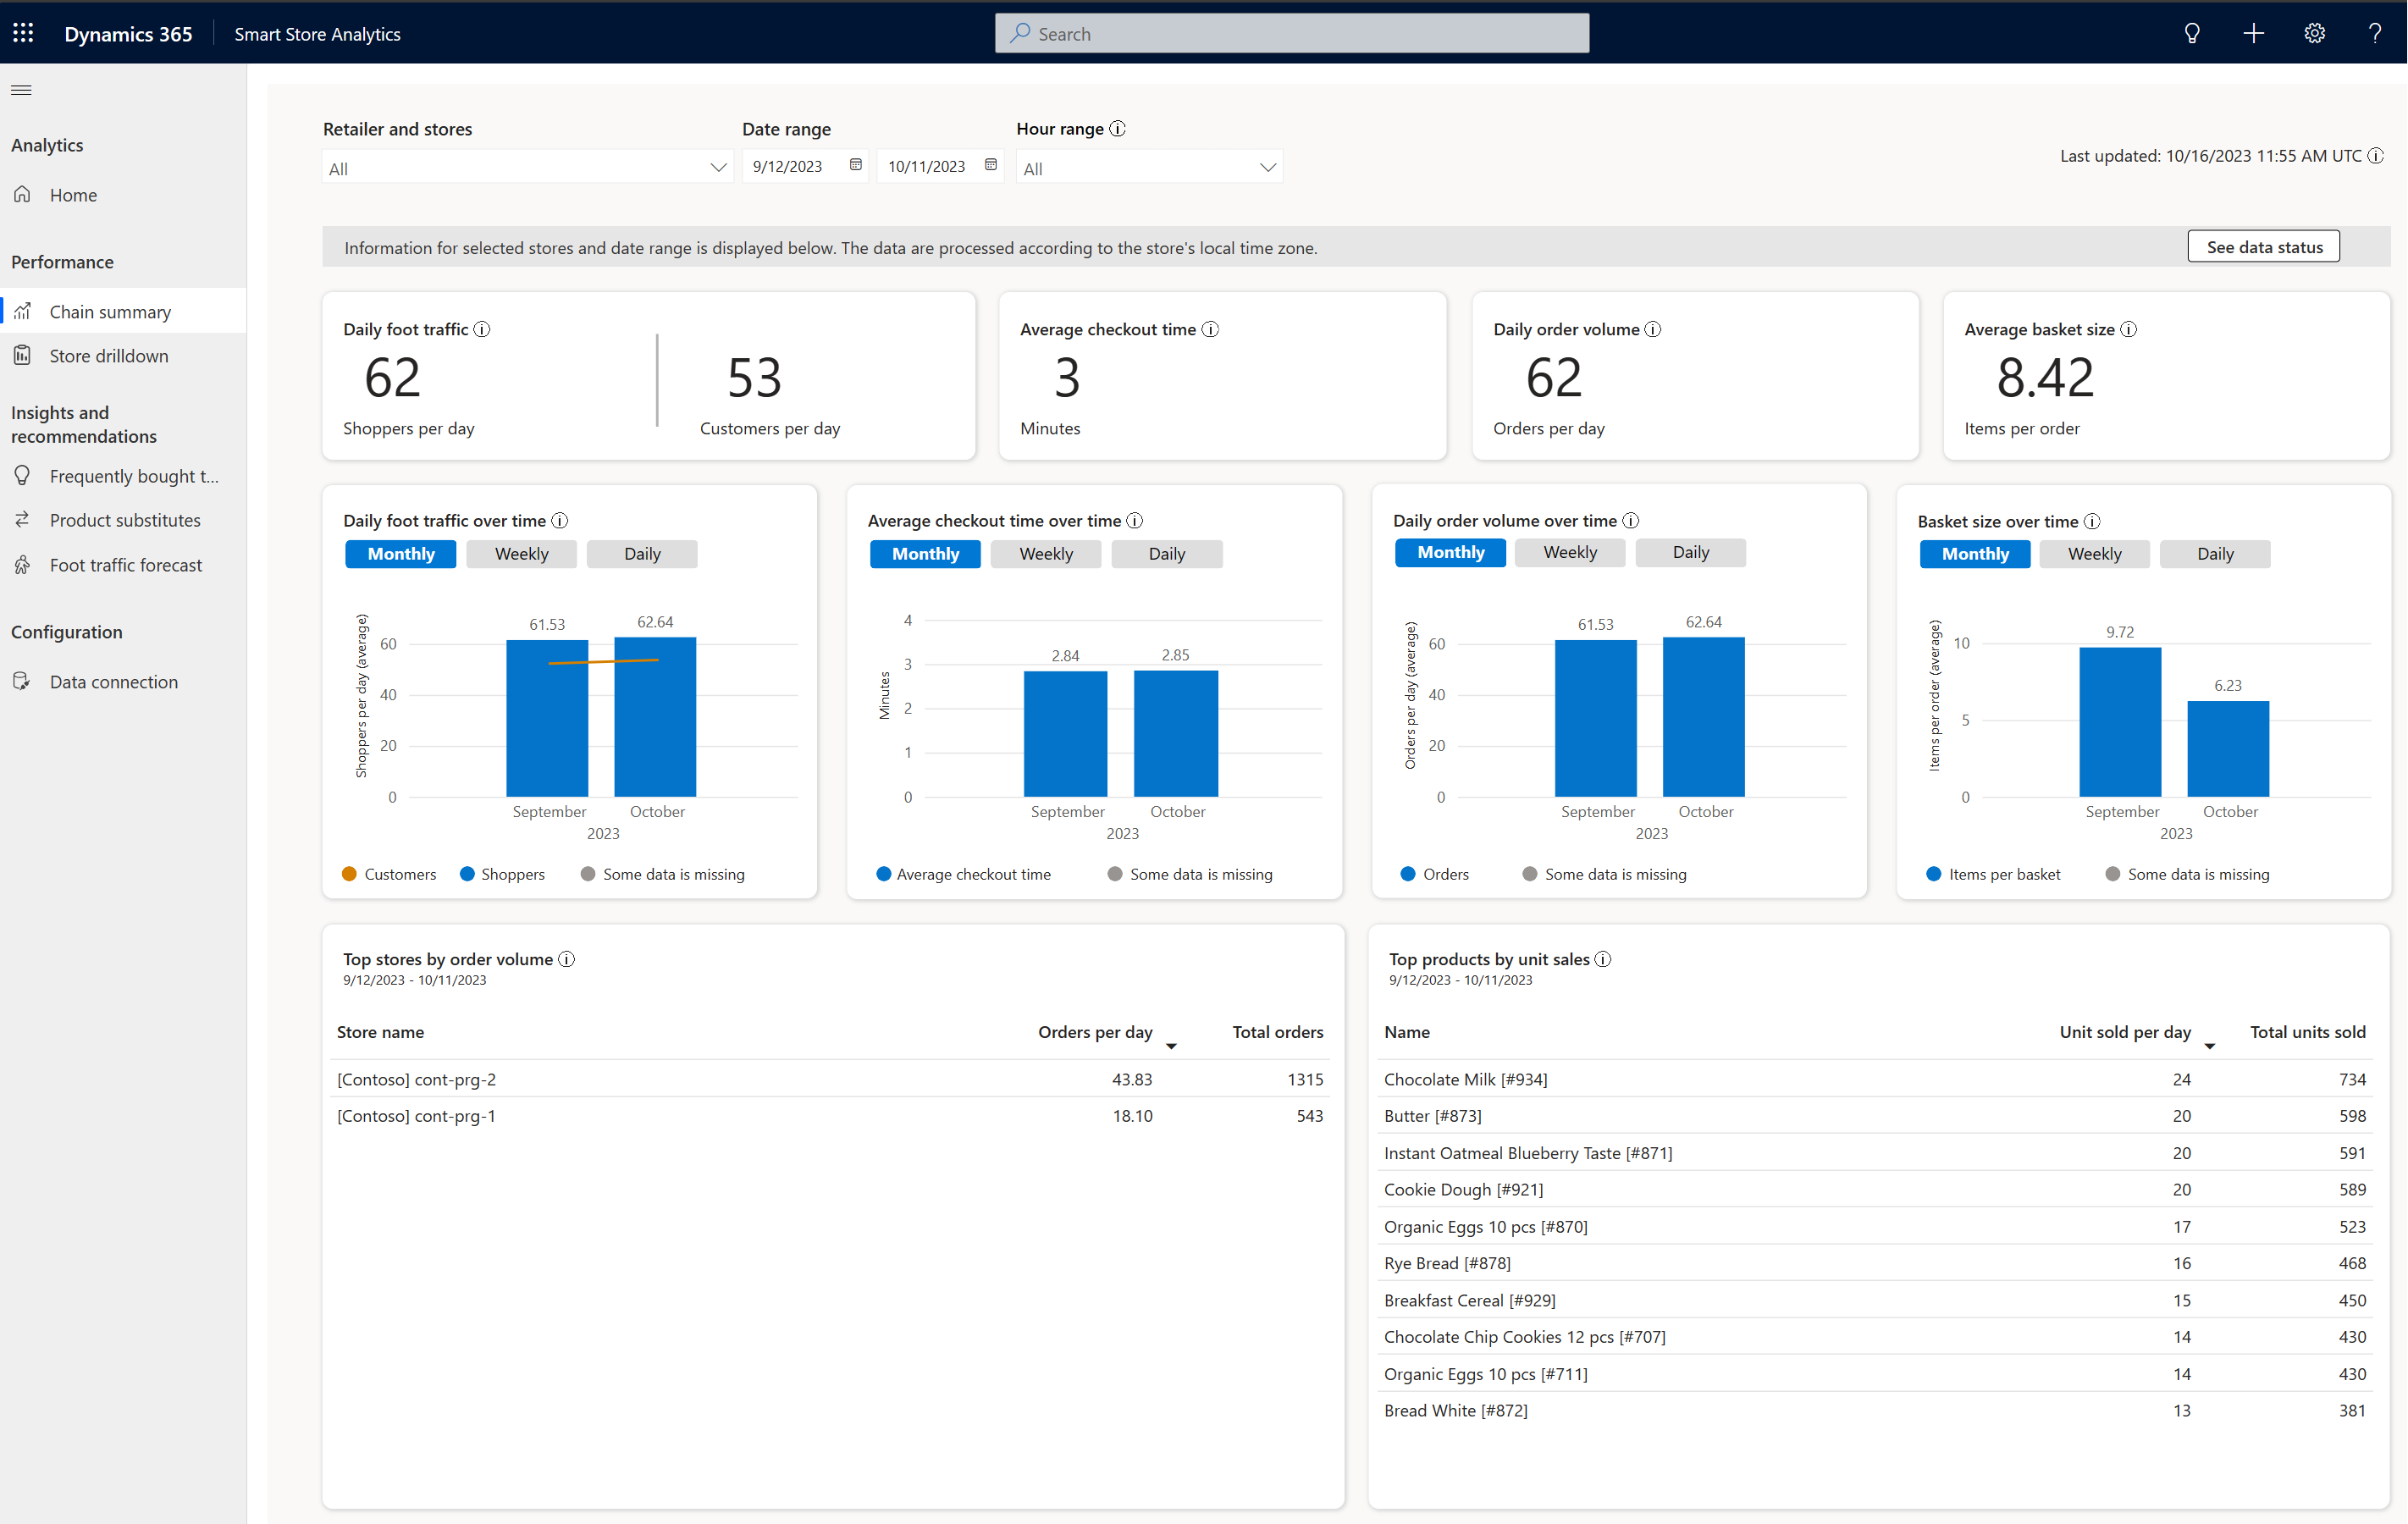 Dynamics 365 Smart Store Analytics Search
Analytics
Home
Performance
Chain summary
Store drilldown
Insights and
recommendations
Frequently bought t...
Product substitutes
Foot traffic forecast
Configuration
Data connection
Retailer and stores Date range Hour range
All 9/12/2023 10/11/2023 All
Last updated: 10/16/2023 11:55 AM UTC
Information for selected stores and date range is displayed below. The data are processed according to the store's local time zone. See data status
Daily foot traffic
62 53
Shoppers per day Customers per day
Average checkout time
3
Minutes
Daily order volume
62
Orders per day
Average basket size
8.42
Items per order
Daily foot traffic over time
Monthly Weekly Daily
Shoppers per day (average)
60
40
20
0
61.53 62.64
September October
2023
Customers Shoppers Some data is missing
Average checkout time over time
Monthly Weekly Daily
Minutes
4
3
2
1
0
2.84 2.85
September October
2023
Average checkout time Some data is missing
Daily order volume over time
Monthly Weekly Daily
Orders per day (average)
60
40
20
0
61.53 62.64
September October
2023
Orders Some data is missing
Basket size over time
Monthly Weekly Daily
Items per order (average)
10
5
0
9.72 6.23
September October
2023
Items per basket Some data is missing
Top stores by order volume
9/12/2023 - 10/11/2023
Store name Orders per day Total orders
[Contoso] cont-prg-2 43.83 1315
[Contoso] cont-prg-1 18.10 543
Top products by unit sales
9/12/2023 - 10/11/2023
Name Unit sold per day Total units sold
Chocolate Milk [#934] 24 734
Butter [#873] 20 598
Instant Oatmeal Blueberry Taste [#871] 20 591
Cookie Dough [#921] 20 589
Organic Eggs 10 pcs [#870] 17 523
Rye Bread [#878] 16 468
Breakfast Cereal [#929] 15 450
Chocolate Chip Cookies 12 pcs [#707] 14 430
Organic Eggs 10 pcs [#711] 14 430
Bread White [#872] 13 381